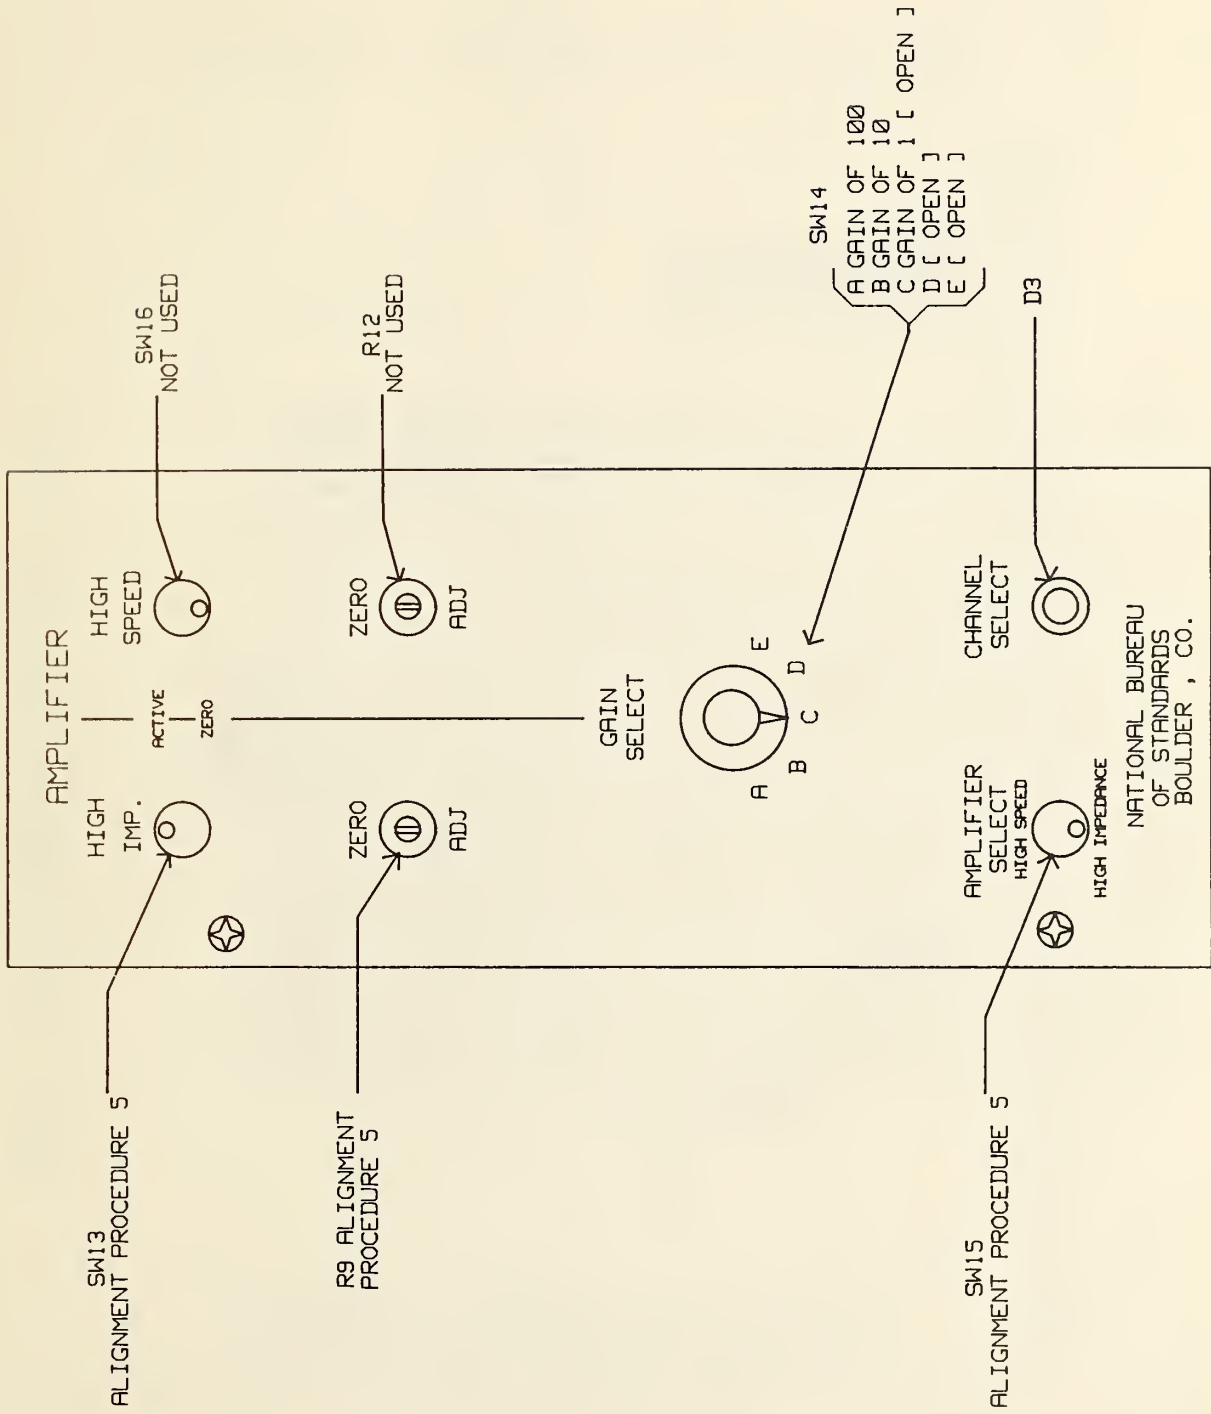 AMPLIFIER
HIGH
IMP.
ACTIVE
ZERO
HIGH
SPEED
SW13
ALIGNMENT PROCEDURE 5
SW16
NOT USED
ZERO
ADJ
ZERO
ADJ
R9 ALIGNMENT
PROCEDURE 5
R12
NOT USED
GAIN
SELECT
A
B
C
D
E
SW14
A GAIN OF 100
B GAIN OF 10
C GAIN OF 1 [ OPEN ]
D [ OPEN ]
E [ OPEN ]
AMPLIFIER
SELECT
HIGH SPEED
HIGH IMPEDANCE
CHANNEL
SELECT
SW15
ALIGNMENT PROCEDURE 5
D3
NATIONAL BUREAU
OF STANDARDS
BOULDER , CO.